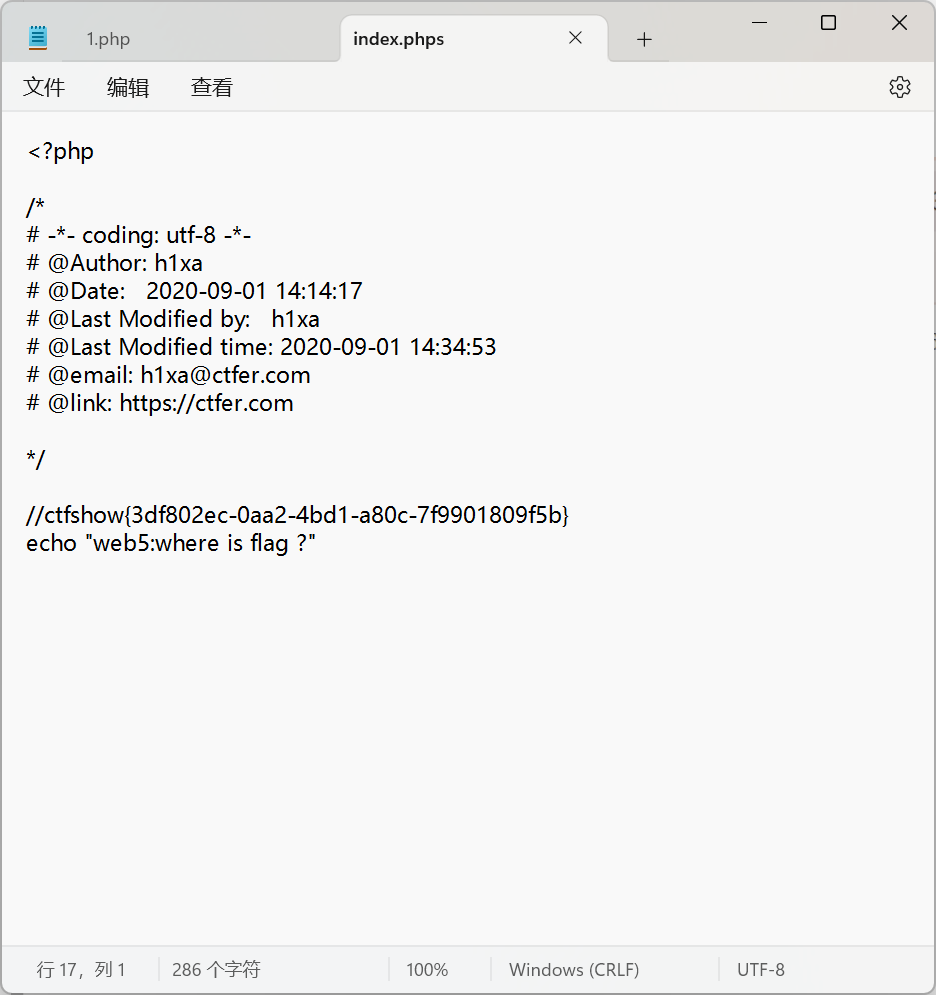 1.php
index.phps
文件 编辑 查看
<?php
/*
# -*- coding: utf-8 -*-
# @Author: h1xa
# @Date:   2020-09-01 14:14:17
# @Last Modified by:   h1xa
# @Last Modified time: 2020-09-01 14:34:53
# @email: h1xa@ctfer.com
# @link: https://ctfer.com
*/
//ctfshow{3df802ec-0aa2-4bd1-a80c-7f9901809f5b}
echo "web5:where is flag ?"
行 17，列 1 286 个字符 100% Windows (CRLF) UTF-8